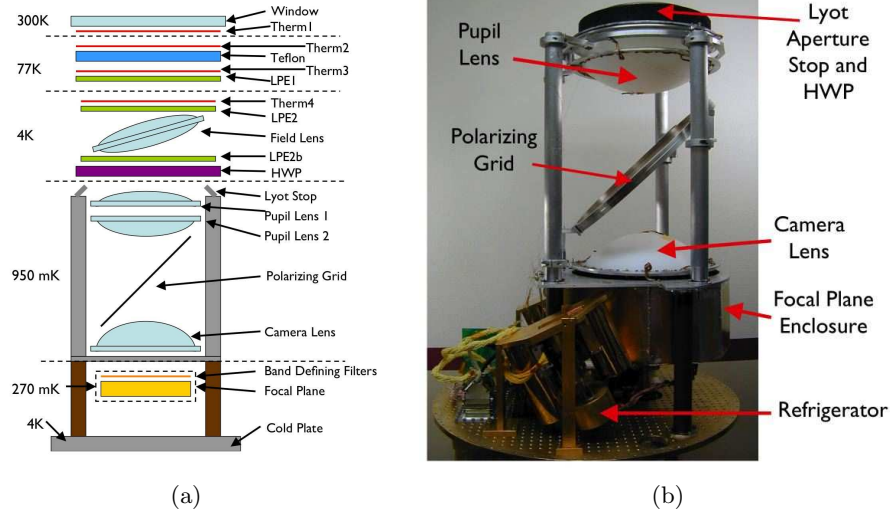 300K
Window
Therm1
77K
Therm2
Teflon
Therm3
LPE1
4K
Therm4
LPE2
Field Lens
LPE2b
HWP
950 mK
Lyot Stop
Pupil Lens 1
Pupil Lens 2
Polarizing Grid
Camera Lens
270 mK
Band Defining Filters
Focal Plane
4K
Cold Plate
(a)
Pupil
Lens
Lyot
Aperture
Stop and
HWP
Polarizing
Grid
Camera
Lens
Focal Plane
Enclosure
Refrigerator
(b)